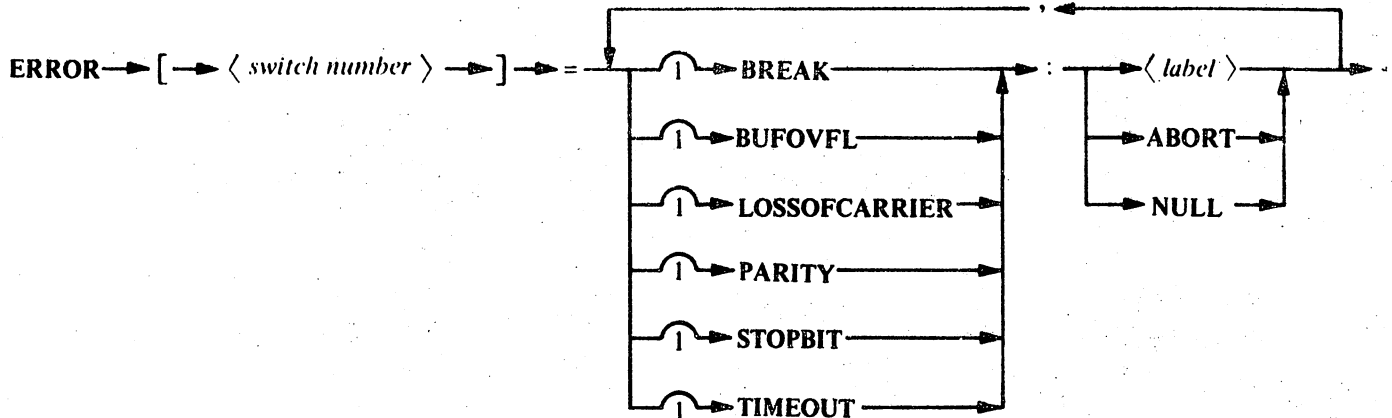 ,
ERROR [ ⟨ switch number ⟩ ] = 1 BREAK : ⟨ label ⟩
1 BUFOVFL ABORT
1 LOSSOFCARRIER NULL
1 PARITY
1 STOPBIT
1 TIMEOUT